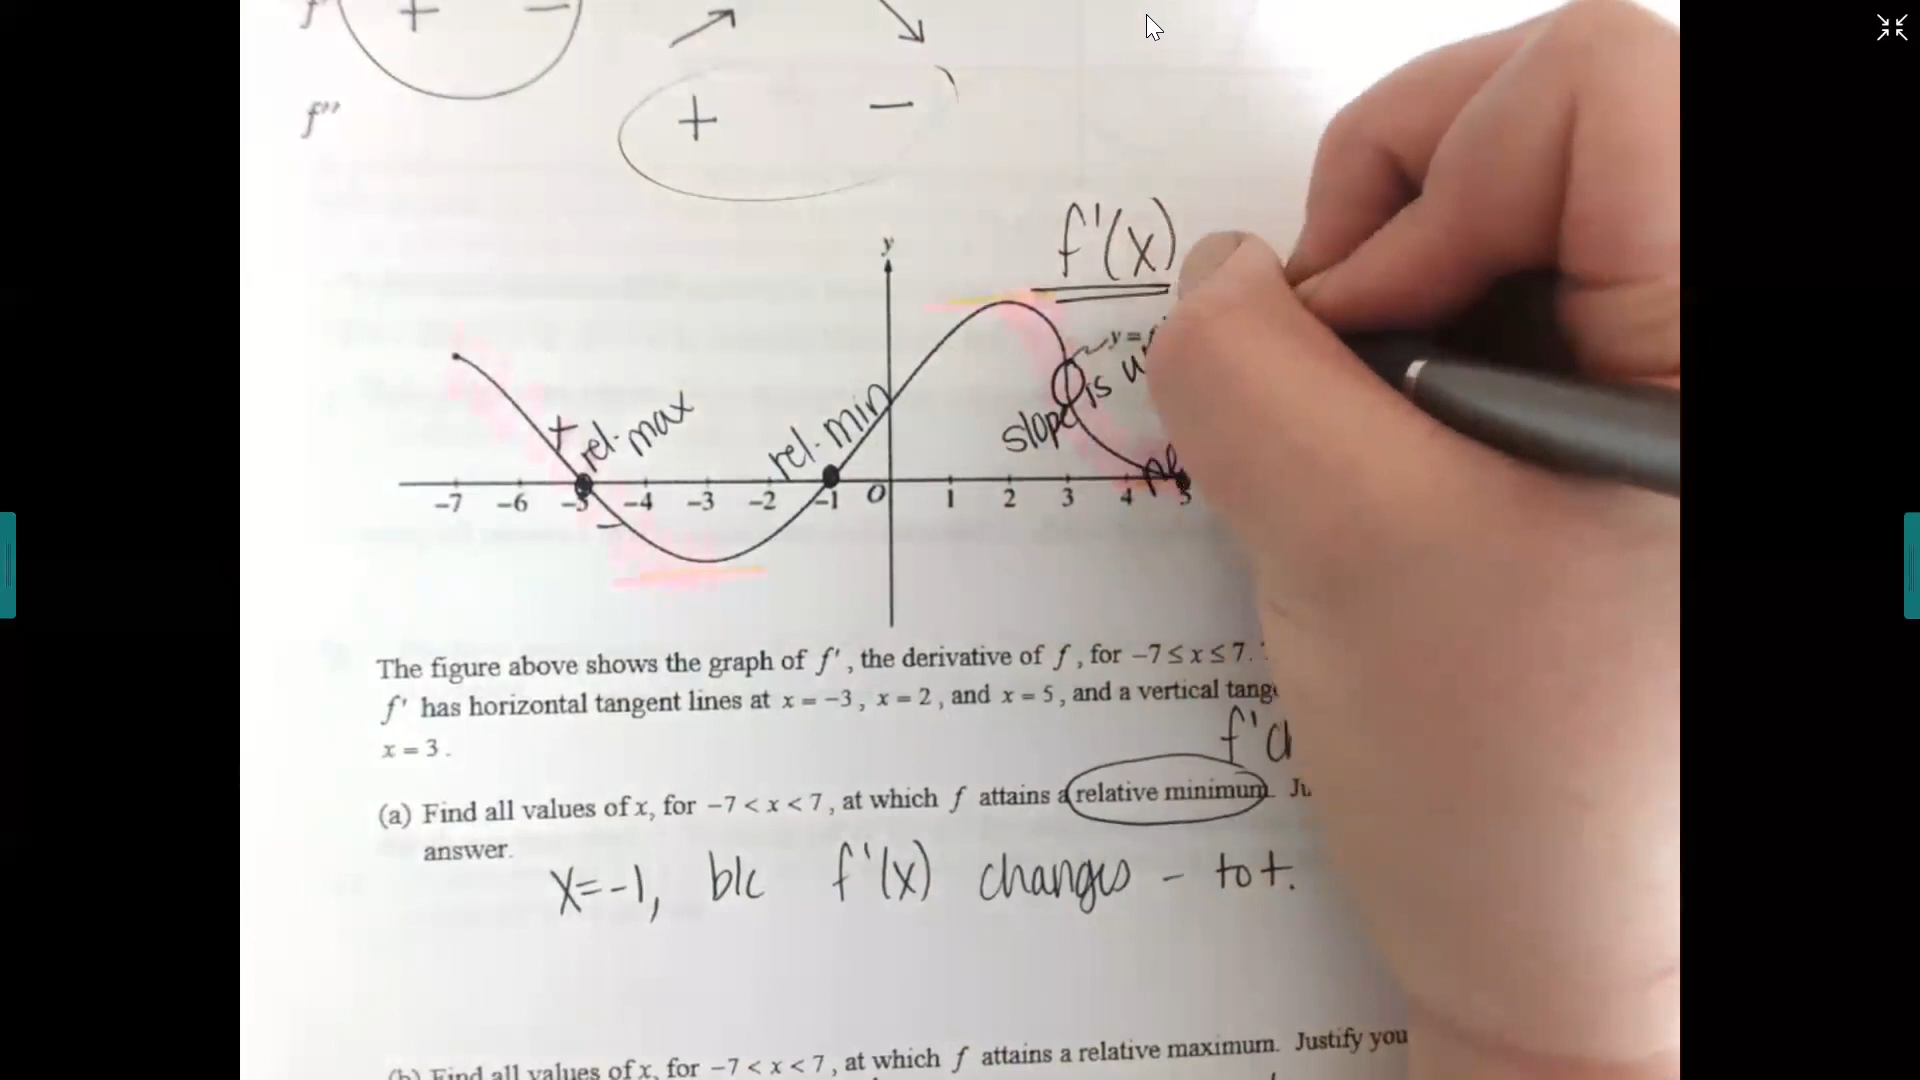 + −
f''
+ −
f'(x)
y
y =
rel. max
rel. min
slope is
+
−
−7 −6 −5 −4 −3 −2 −1 O 1 2 3 4 5
The figure above shows the graph of f', the derivative of f, for −7 ≤ x ≤ 7.
f' has horizontal tangent lines at x = −3, x = 2, and x = 5, and a vertical
x = 3.
(a) Find all values of x, for −7 < x < 7, at which f attains a relative minimum.
answer.
x=-1, b/c f'(x) changes - to +.
(b) Find all values of x, for −7 < x < 7, at which f attains a relative maximum. Justify